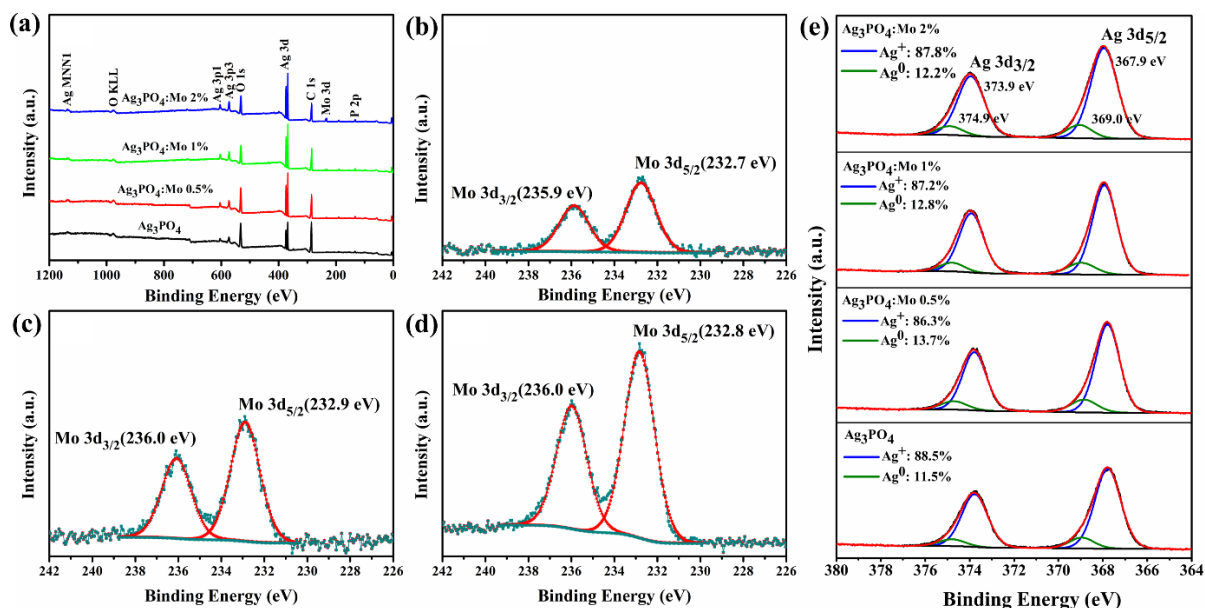 (a)
Intensity (a.u.)
Ag MNN1
O KLL
Ag 3p1
Ag 3p3
O 1s
Ag 3d
C 1s
Mo 3d
P 2p
Ag₃PO₄:Mo 2%
Ag₃PO₄:Mo 1%
Ag₃PO₄:Mo 0.5%
Ag₃PO₄
1200 1000 800 600 400 200 0
Binding Energy (eV)
(b)
Intensity (a.u.)
Mo 3d₅/₂(232.7 eV)
Mo 3d₃/₂(235.9 eV)
242 240 238 236 234 232 230 228 226
Binding Energy (eV)
(c)
Intensity (a.u.)
Mo 3d₅/₂(232.9 eV)
Mo 3d₃/₂(236.0 eV)
242 240 238 236 234 232 230 228 226
Binding Energy (eV)
(d)
Intensity (a.u.)
Mo 3d₅/₂(232.8 eV)
Mo 3d₃/₂(236.0 eV)
242 240 238 236 234 232 230 228 226
Binding Energy (eV)
(e)
Intensity (a.u.)
Ag₃PO₄:Mo 2%
Ag⁺: 87.8%
Ag⁰: 12.2%
Ag 3d₃/₂
373.9 eV
374.9 eV
Ag 3d₅/₂
367.9 eV
369.0 eV
Ag₃PO₄:Mo 1%
Ag⁺: 87.2%
Ag⁰: 12.8%
Ag₃PO₄:Mo 0.5%
Ag⁺: 86.3%
Ag⁰: 13.7%
Ag₃PO₄
Ag⁺: 88.5%
Ag⁰: 11.5%
380 378 376 374 372 370 368 366 364
Binding Energy (eV)